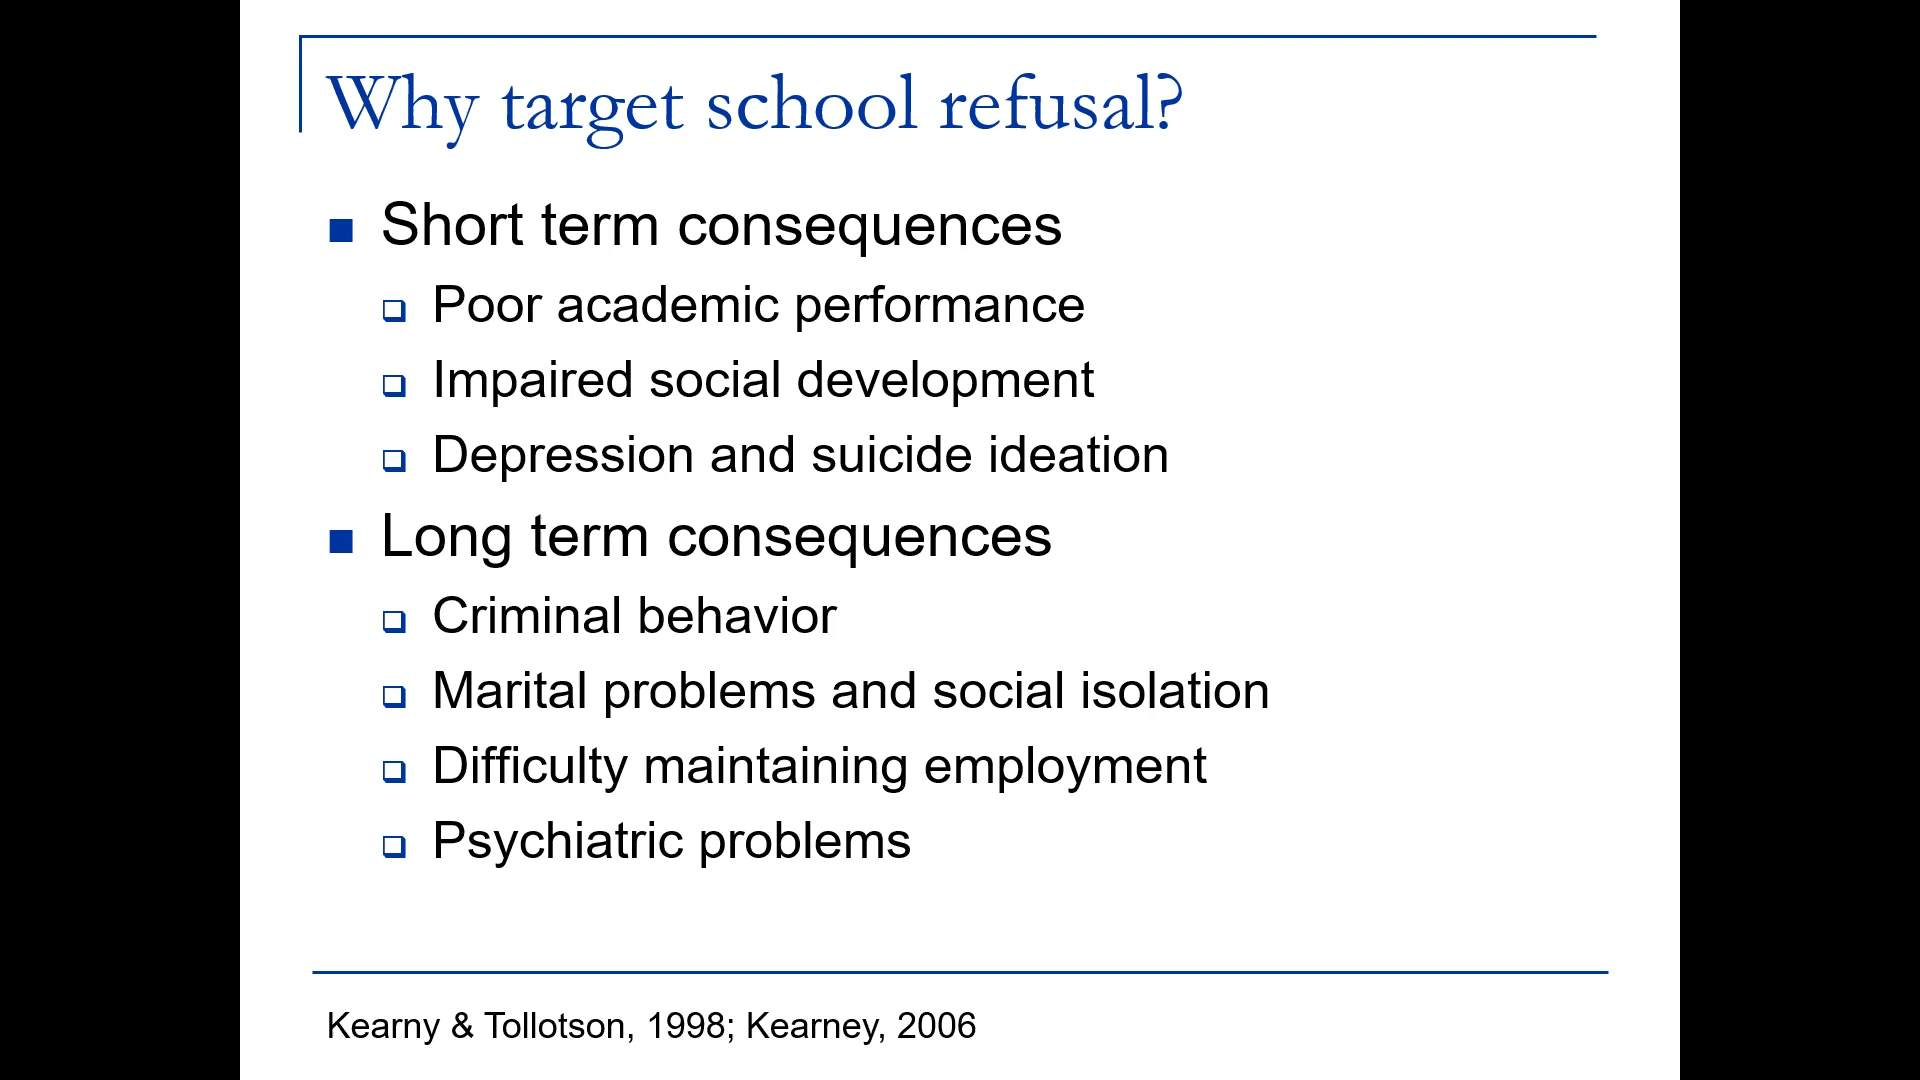 Why target school refusal?
Short term consequences
Poor academic performance
Impaired social development
Depression and suicide ideation
Long term consequences
Criminal behavior
Marital problems and social isolation
Difficulty maintaining employment
Psychiatric problems
Kearny & Tollotson, 1998; Kearney, 2006